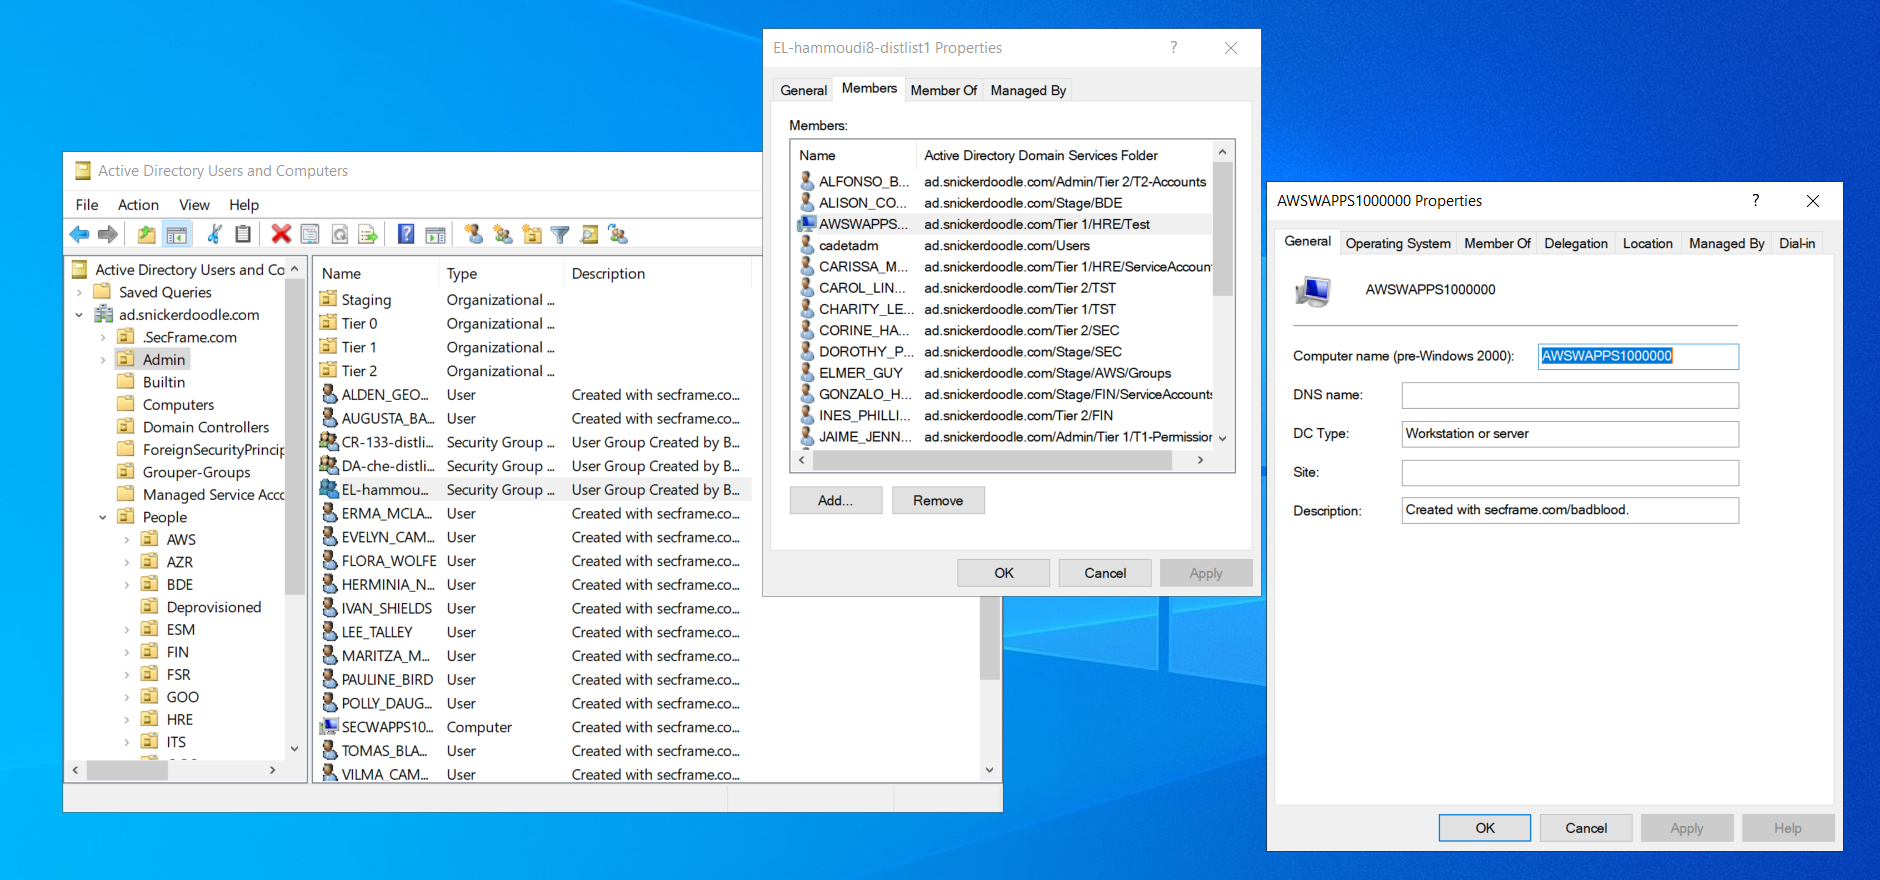 Active Directory Users and Computers
File Action View Help
Active Directory Users and Co
Saved Queries
ad.snickerdoodle.com
.SecFrame.com
Admin
Builtin
Computers
Domain Controllers
ForeignSecurityPrincip
Grouper-Groups
Managed Service Acco
People
AWS
AZR
BDE
Deprovisioned
ESM
FIN
FSR
GOO
HRE
ITS
Name Type Description
Staging Organizational ...
Tier 0 Organizational ...
Tier 1 Organizational ...
Tier 2 Organizational ...
ALDEN_GEO... User Created with secframe.co...
AUGUSTA_BA... User Created with secframe.co...
CR-133-distli... Security Group ... User Group Created by B...
DA-che-distli... Security Group ... User Group Created by B...
EL-hammou... Security Group ... User Group Created by B...
ERMA_MCLA... User Created with secframe.co...
EVELYN_CAM... User Created with secframe.co...
FLORA_WOLFE User Created with secframe.co...
HERMINIA_N... User Created with secframe.co...
IVAN_SHIELDS User Created with secframe.co...
LEE_TALLEY User Created with secframe.co...
MARITZA_M... User Created with secframe.co...
PAULINE_BIRD User Created with secframe.co...
POLLY_DAUG... User Created with secframe.co...
SECWAPPS10... Computer Created with secframe.co...
TOMAS_BLA... User Created with secframe.co...
VILMA_CAM... User Created with secframe.co...
EL-hammoudi8-distlist1 Properties
General Members Member Of Managed By
Members:
Name Active Directory Domain Services Folder
ALFONSO_B... ad.snickerdoodle.com/Admin/Tier 2/T2-Accounts
ALISON_CO... ad.snickerdoodle.com/Stage/BDE
AWSWAPPS... ad.snickerdoodle.com/Tier 1/HRE/Test
cadetadm ad.snickerdoodle.com/Users
CARISSA_M... ad.snickerdoodle.com/Tier 1/HRE/ServiceAccoun
CAROL_LIN... ad.snickerdoodle.com/Tier 2/TST
CHARITY_LE... ad.snickerdoodle.com/Tier 1/TST
CORINE_HA... ad.snickerdoodle.com/Tier 2/SEC
DOROTHY_P... ad.snickerdoodle.com/Stage/SEC
ELMER_GUY ad.snickerdoodle.com/Stage/AWS/Groups
GONZALO_H... ad.snickerdoodle.com/Stage/FIN/ServiceAccounts
INES_PHILLI... ad.snickerdoodle.com/Tier 2/FIN
JAIME_JENN... ad.snickerdoodle.com/Admin/Tier 1/T1-Permission
Add... Remove
OK Cancel Apply
AWSWAPPS1000000 Properties
General Operating System Member Of Delegation Location Managed By Dial-in
AWSWAPPS1000000
Computer name (pre-Windows 2000): AWSWAPPS1000000
DNS name:
DC Type: Workstation or server
Site:
Description: Created with secframe.com/badblood.
OK Cancel Apply Help